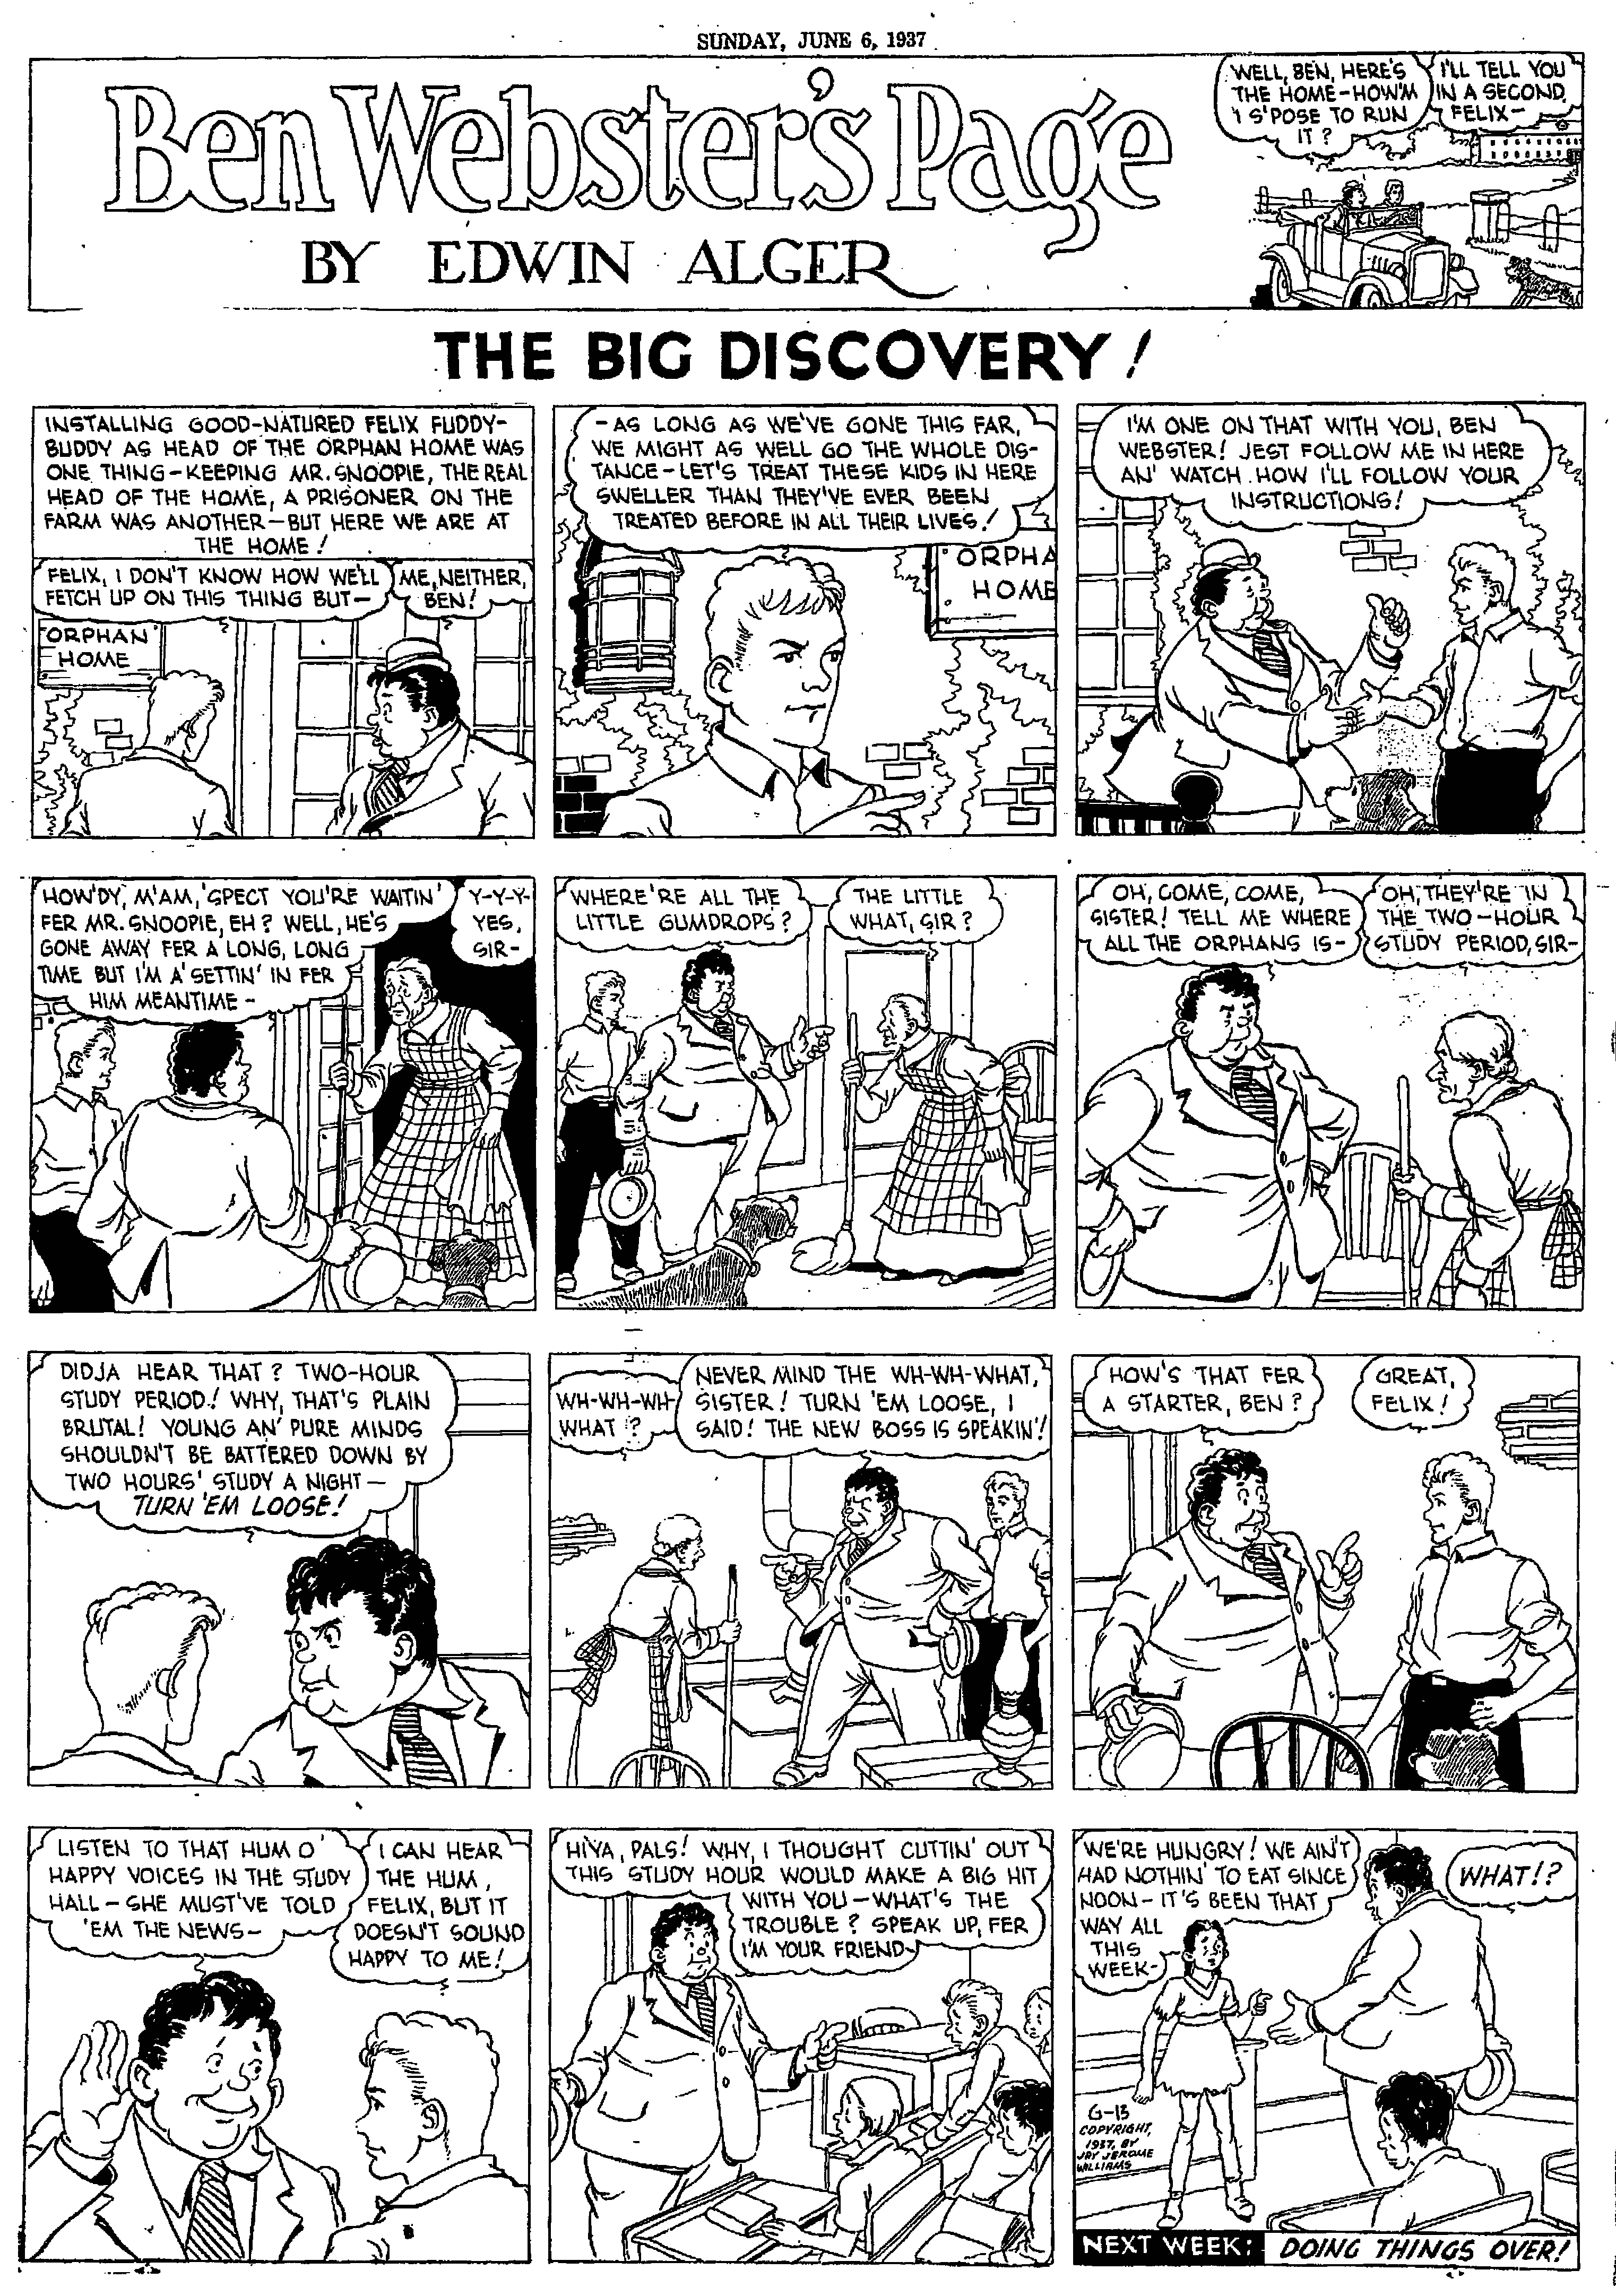 SUNDAY, JUNE 6, 1937
Ben Webster's Page
BY EDWIN ALGER
WELL, BEN, HERE'S
THE HOME-HOW'M
I S'POSE TO RUN
IT?
I'LL TELL YOU
IN A SECOND,
FELIX-
THE BIG DISCOVERY!
INSTALLING GOOD-NATURED FELIX FUDDY-
BUDDY AS HEAD OF THE ORPHAN HOME WAS
ONE THING-KEEPING MR. SNOOPIE, THE REAL
HEAD OF THE HOME, A PRISONER ON THE
FARM WAS ANOTHER-BUT HERE WE ARE AT
THE HOME!
FELIX, I DON'T KNOW HOW WE'LL
FETCH UP ON THIS THING BUT-
ME, NEITHER,
BEN!
ORPHAN
HOME
-AS LONG AS WE'VE GONE THIS FAR,
WE MIGHT AS WELL GO THE WHOLE DIS-
TANCE-LET'S TREAT THESE KIDS IN HERE
SWELLER THAN THEY'VE EVER BEEN
TREATED BEFORE IN ALL THEIR LIVES!
ORPHA
HOME
I'M ONE ON THAT WITH YOU, BEN
WEBSTER! JEST FOLLOW ME IN HERE
AN' WATCH HOW I'LL FOLLOW YOUR
INSTRUCTIONS!
HOW'DY, M'AM, 'SPECT YOU'RE WAITIN'
FER MR. SNOOPIE, EH? WELL, HE'S
GONE AWAY FER A LONG, LONG
TIME BUT I'M A' SETTIN' IN FER
HIM MEANTIME-
Y-Y-Y-
YES,
SIR-
WHERE'RE ALL THE
LITTLE GUMDROPS?
THE LITTLE
WHAT, SIR?
OH, COME, COME,
SISTER! TELL ME WHERE
ALL THE ORPHANS IS-
OH, THEY'RE IN
THE TWO-HOUR
STUDY PERIOD, SIR-
DIDJA HEAR THAT? TWO-HOUR
STUDY PERIOD! WHY, THAT'S PLAIN
BRUTAL! YOUNG AN' PURE MINDS
SHOULDN'T BE BATTERED DOWN BY
TWO HOURS' STUDY A NIGHT-
TURN 'EM LOOSE!
WH-WH-WH-
WHAT!?
NEVER MIND THE WH-WH-WHAT,
SISTER! TURN 'EM LOOSE, I
SAID! THE NEW BOSS IS SPEAKIN'!
HOW'S THAT FER
A STARTER, BEN?
GREAT,
FELIX!
LISTEN TO THAT HUM O'
HAPPY VOICES IN THE STUDY
HALL-SHE MUST'VE TOLD
'EM THE NEWS-
I CAN HEAR
THE HUM,
FELIX, BUT IT
DOESN'T SOUND
HAPPY TO ME!
HIYA, PALS! WHY, I THOUGHT CUTTIN' OUT
THIS STUDY HOUR WOULD MAKE A BIG HIT
WITH YOU-WHAT'S THE
TROUBLE? SPEAK UP, FER
I'M YOUR FRIEND-
WE'RE HUNGRY! WE AIN'T
HAD NOTHIN' TO EAT SINCE
NOON-IT'S BEEN THAT
WAY ALL
THIS
WEEK-
WHAT!?
6-13
COPYRIGHT,
1937, BY
JAY JEROME
WILLIAMS
NEXT WEEK: DOING THINGS OVER!